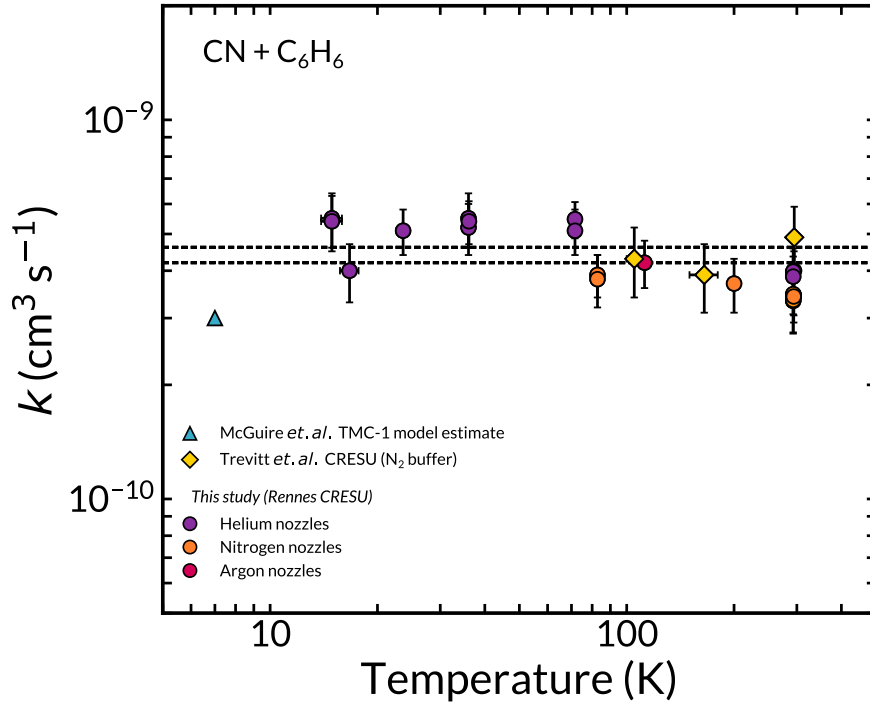 CN + C₆H₆
10⁻⁹
10⁻¹⁰
k (cm³ s⁻¹)
McGuire et. al. TMC-1 model estimate
Trevitt et. al. CRESU (N₂ buffer)
This study (Rennes CRESU)
Helium nozzles
Nitrogen nozzles
Argon nozzles
10
100
Temperature (K)